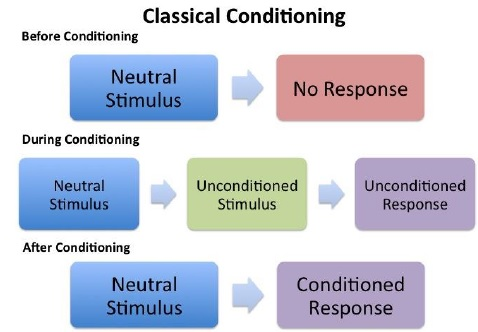 Classical Conditioning
Before Conditioning
Neutral
Stimulus
No Response
During Conditioning
Neutral
Stimulus
Unconditioned
Stimulus
Unconditioned
Response
After Conditioning
Neutral
Stimulus
Conditioned
Response